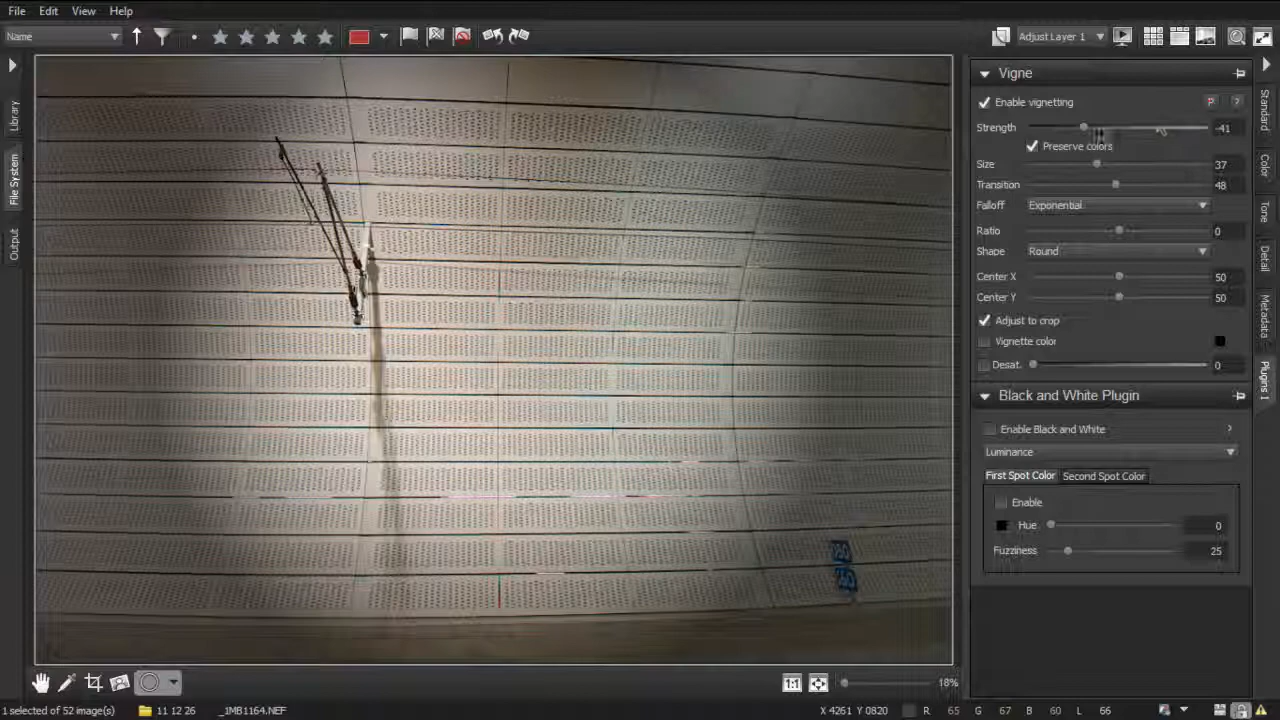 File Edit View Help
Name
Adjust Layer 1
Library
File System
Output
Vigne
Enable vignetting
P ?
Strength -41
Preserve colors
Size 37
Transition 48
Falloff Exponential
Ratio 0
Shape Round
Center X 50
Center Y 50
Adjust to crop
Vignette color
Desat. 0
Black and White Plugin
Enable Black and White
Luminance
First Spot Color Second Spot Color
Enable
Hue 0
Fuzziness 25
Standard
Color
Tone
Detail
Metadata
Plugins 1
1:1
18%
1 selected of 52 image(s) 11 12 26 _1MB1164.NEF X 4261 Y 0820 R 65 G 67 B 60 L 66